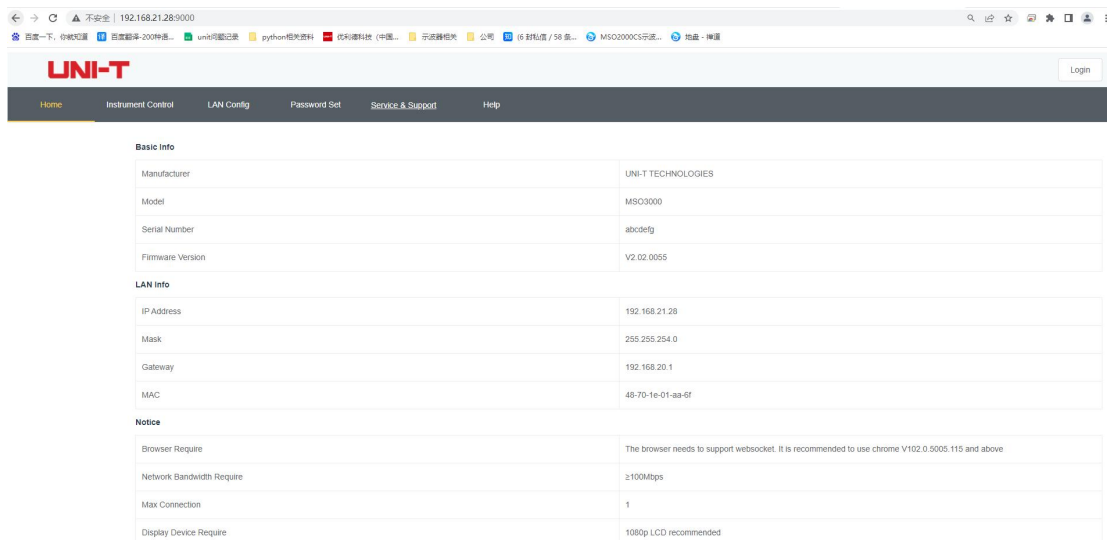 不安全 | 192.168.21.28:9000
百度一下，你就知道 百度翻译-200种语... unit问题记录 python相关资料 优利德科技（中国... 示波器相关 公司 (6 封私信 / 58 条... MSO2000CS示波... 地盘 - 禅道
UNI-T
Login
Home Instrument Control LAN Config Password Set Service & Support Help
Basic Info
Manufacturer UNI-T TECHNOLOGIES
Model MSO3000
Serial Number abcdefg
Firmware Version V2.02.0055
LAN Info
IP Address 192.168.21.28
Mask 255.255.254.0
Gateway 192.168.20.1
MAC 48-70-1e-01-aa-6f
Notice
Browser Require The browser needs to support websocket. It is recommended to use chrome V102.0.5005.115 and above
Network Bandwidth Require ≥100Mbps
Max Connection 1
Display Device Require 1080p LCD recommended